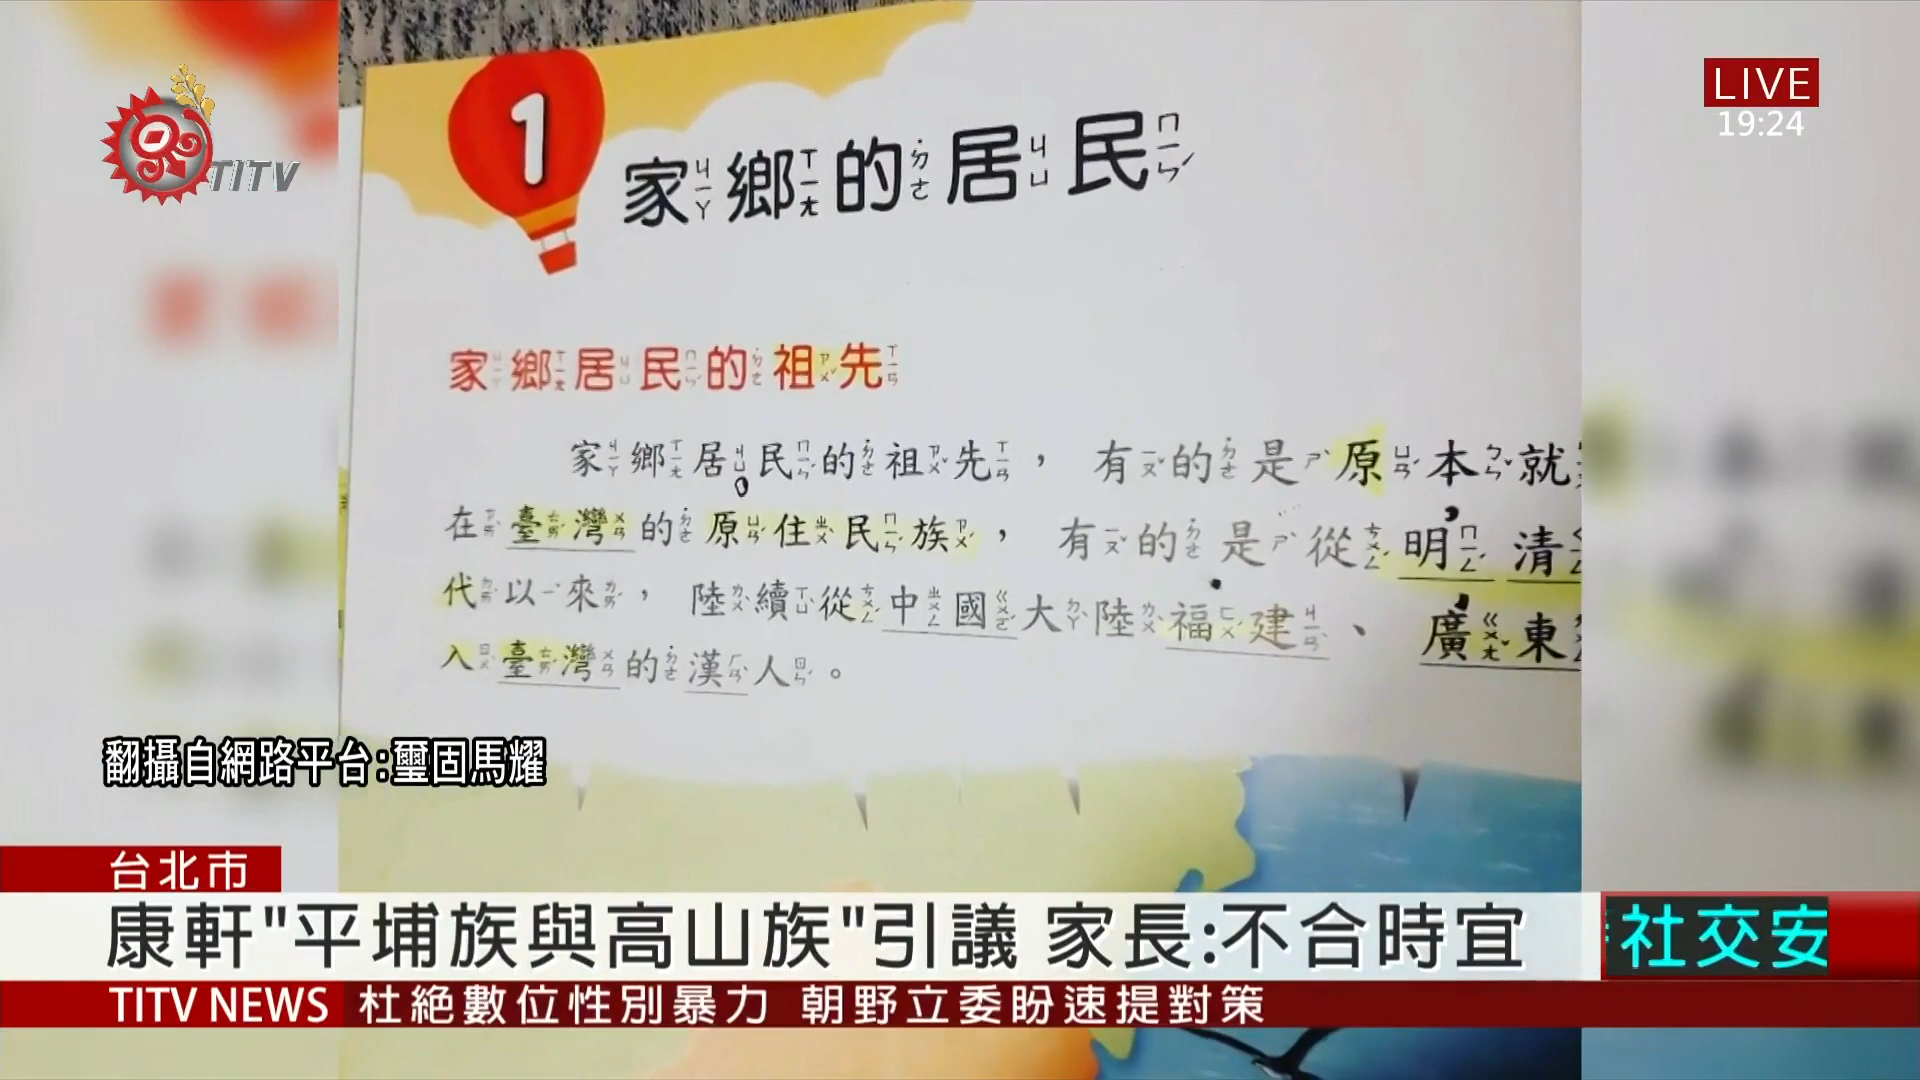 LIVE
19:24
TITV
1
家鄉的居民
家鄉居民的祖先
家鄉居民的祖先，有的是原本就
在臺灣的原住民族，有的是從明清
代以來，陸續從中國大陸福建、廣東
入臺灣的漢人。
翻攝自網路平台:璽固馬耀
台北市
康軒"平埔族與高山族"引議 家長:不合時宜
社交安
TITV NEWS 杜絕數位性別暴力 朝野立委盼速提對策